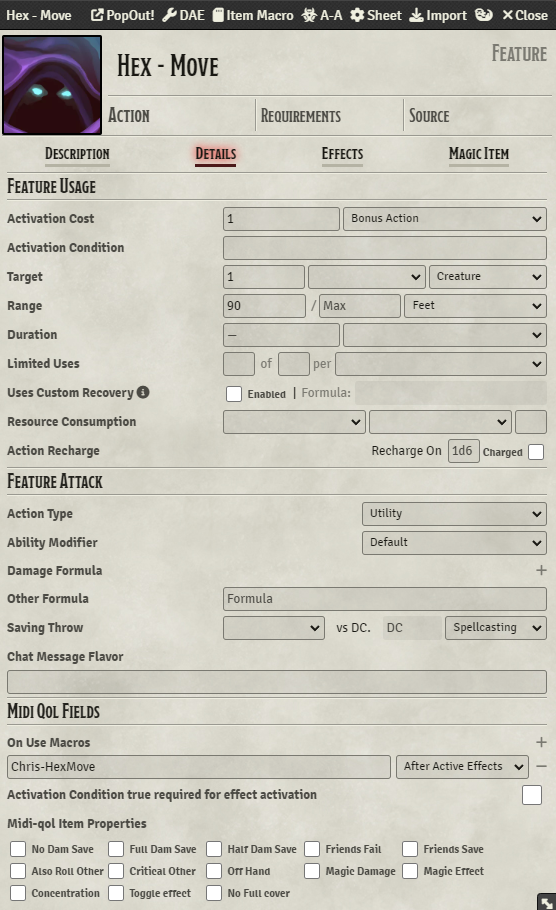 Hex - Move PopOut! DAE Item Macro A-A Sheet Import Close
Hex - Move Feature
Action Requirements Source
Description Details Effects Magic Item
Feature Usage
Activation Cost 1 Bonus Action
Activation Condition
Target 1 Creature
Range 90 / Max Feet
Duration —
Limited Uses of per
Uses Custom Recovery Enabled | Formula:
Resource Consumption
Action Recharge Recharge On 1d6 Charged
Feature Attack
Action Type Utility
Ability Modifier Default
Damage Formula +
Other Formula Formula
Saving Throw vs DC. DC Spellcasting
Chat Message Flavor
Midi Qol Fields
On Use Macros +
Chris-HexMove After Active Effects −
Activation Condition true required for effect activation
Midi-qol Item Properties
No Dam Save Full Dam Save Half Dam Save Friends Fail Friends Save
Also Roll Other Critical Other Off Hand Magic Damage Magic Effect
Concentration Toggle effect No Full cover